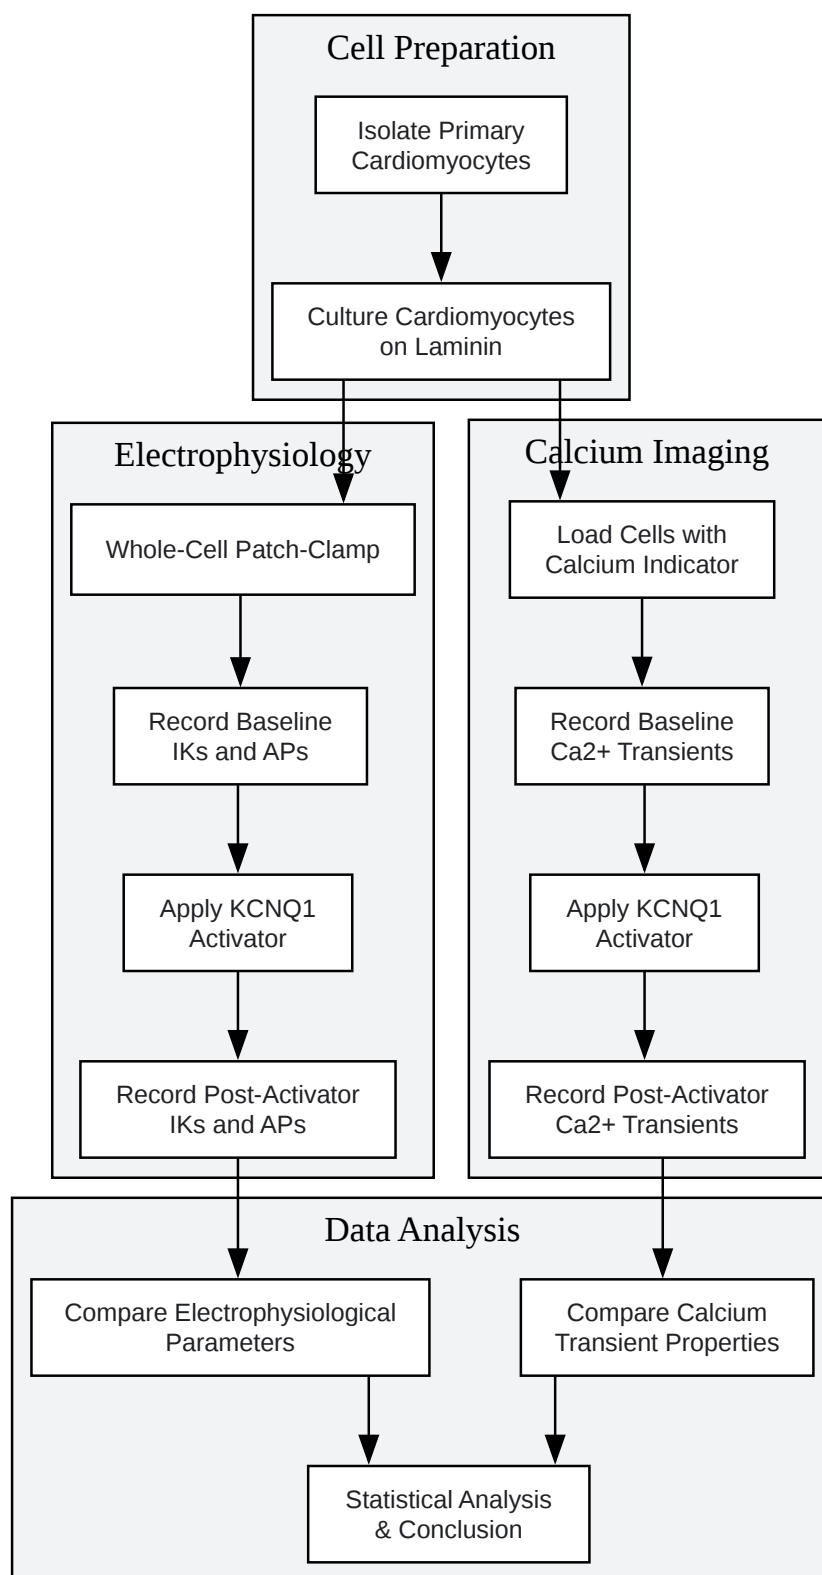 Cell Preparation
Isolate Primary
Cardiomyocytes
Culture Cardiomyocytes
on Laminin
Electrophysiology
Whole-Cell Patch-Clamp
Record Baseline
IKs and APs
Apply KCNQ1
Activator
Record Post-Activator
IKs and APs
Calcium Imaging
Load Cells with
Calcium Indicator
Record Baseline
Ca2+ Transients
Apply KCNQ1
Activator
Record Post-Activator
Ca2+ Transients
Data Analysis
Compare Electrophysiological
Parameters
Compare Calcium
Transient Properties
Statistical Analysis
& Conclusion